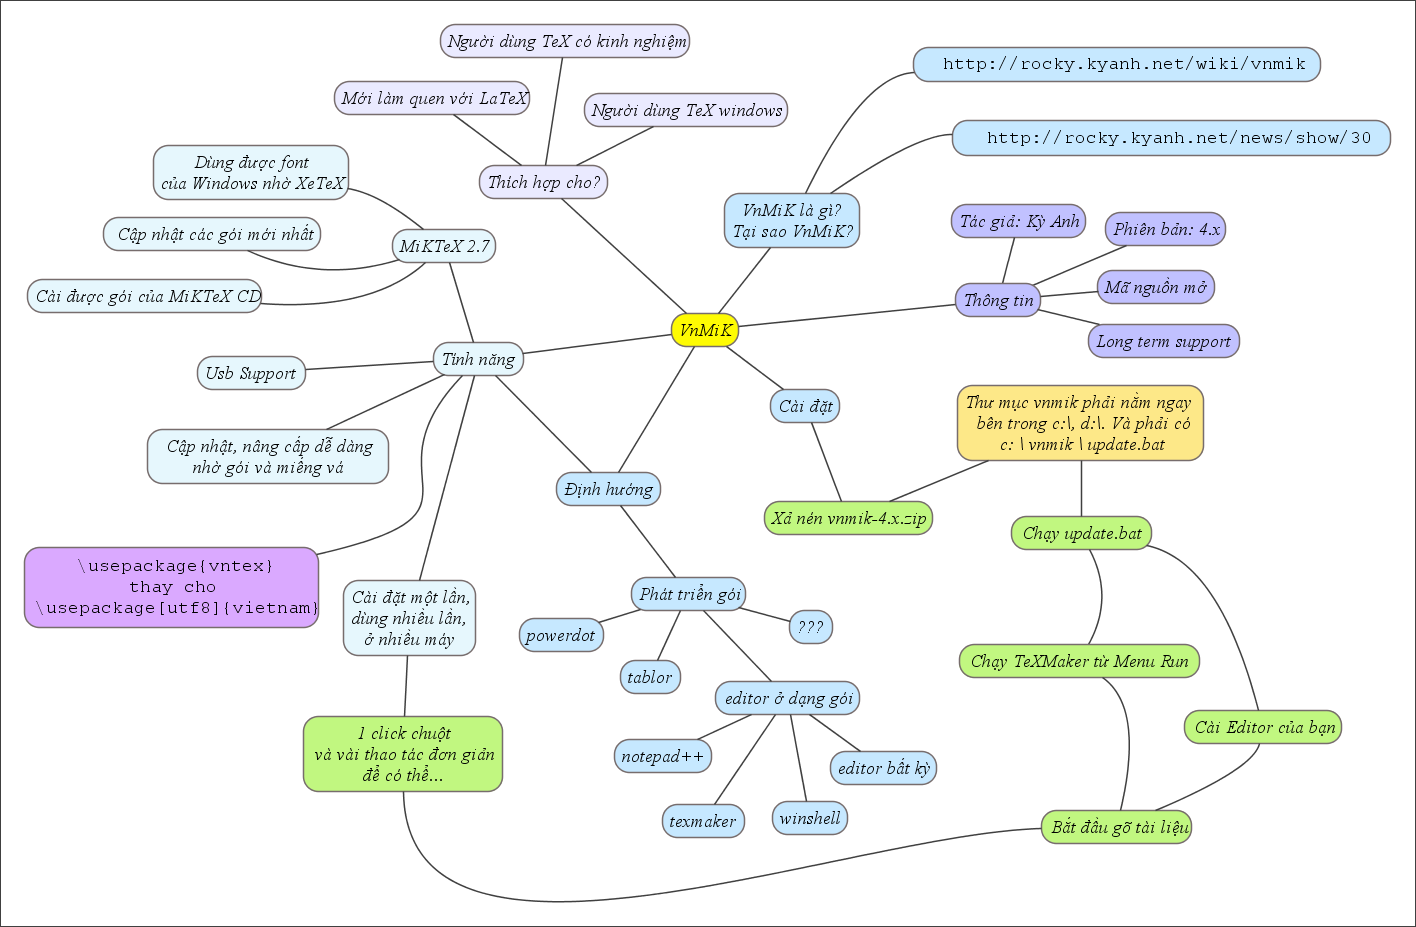 Người dùng TeX có kinh nghiệm
Mới làm quen với LaTeX
Người dùng TeX windows
Thích hợp cho?
http://rocky.kyanh.net/wiki/vnmik
http://rocky.kyanh.net/news/show/30
VnMiK là gì?
Tại sao VnMiK?
Dùng được font
của Windows nhờ XeTeX
Cập nhật các gói mới nhất
Cài được gói của MiKTeX CD
MiKTeX 2.7
Tác giả: Kỳ Anh
Phiên bản: 4.x
Mã nguồn mở
Long term support
Thông tin
VnMiK
Tính năng
Usb Support
Cập nhật, nâng cấp dễ dàng
nhờ gói và miếng vá
\usepackage{vntex}
thay cho
\usepackage[utf8]{vietnam}
Cài đặt một lần,
dùng nhiều lần,
ở nhiều máy
1 click chuột
và vài thao tác đơn giản
để có thể...
Định hướng
Phát triển gói
powerdot
tablor
???
editor ở dạng gói
notepad++
texmaker
winshell
editor bất kỳ
Cài đặt
Xả nén vnmik-4.x.zip
Thư mục vnmik phải nằm ngay
bên trong c:\, d:\. Và phải có
c: \ vnmik \ update.bat
Chạy update.bat
Chạy TeXMaker từ Menu Run
Cài Editor của bạn
Bắt đầu gõ tài liệu